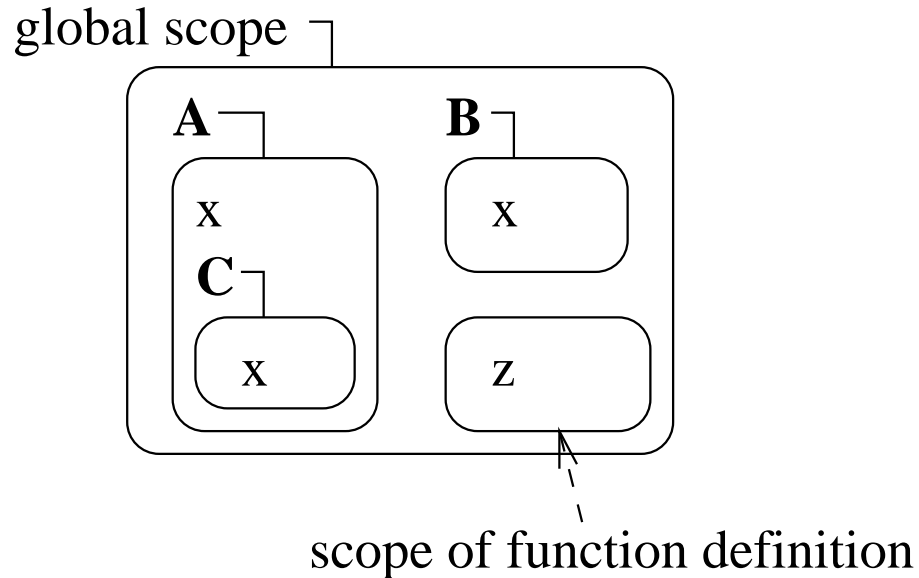 global scope
A
B
x
x
C
x
z
scope of function definition